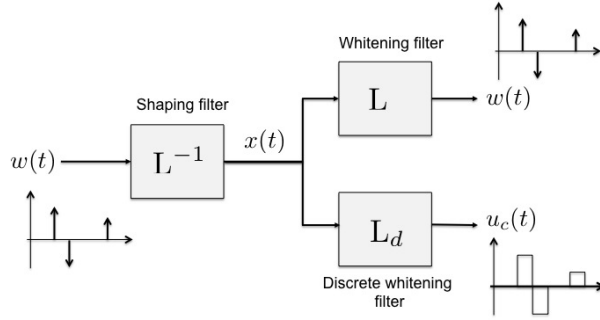 Whitening filter
L
w(t)
Shaping filter
w(t)
L⁻¹
x(t)
L_d
u_c(t)
Discrete whitening
filter